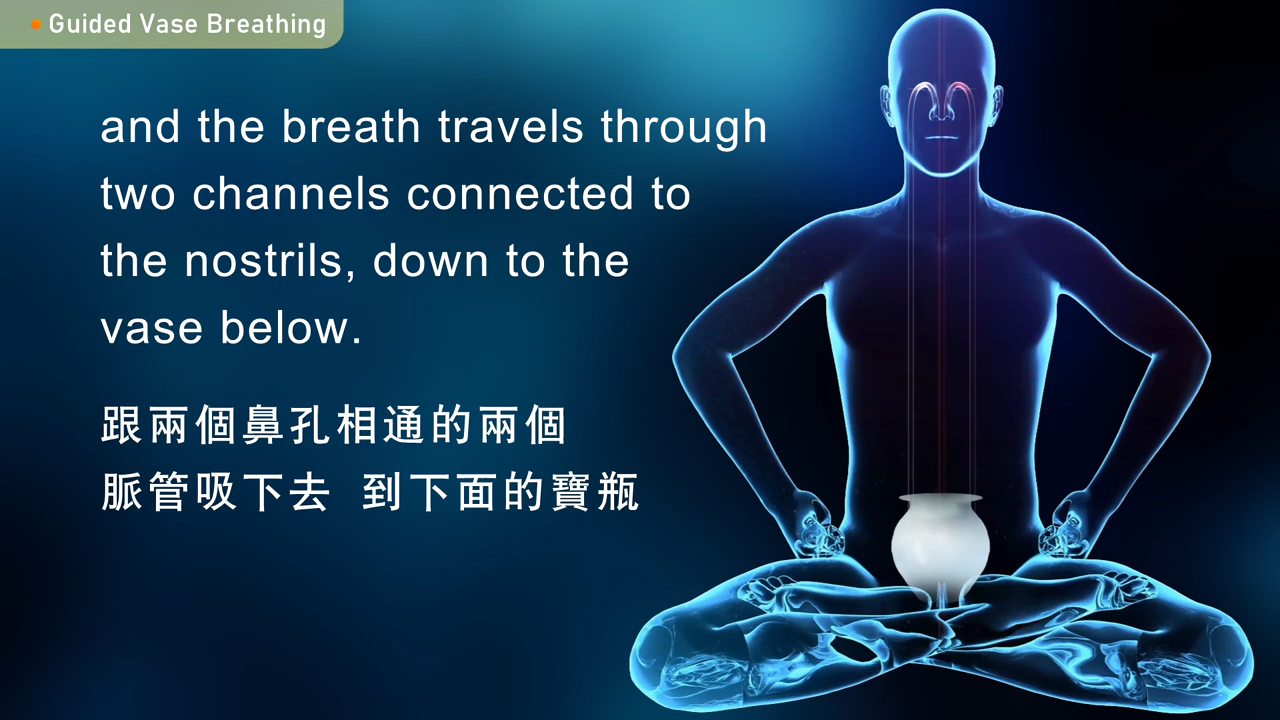 Guided Vase Breathing
and the breath travels through
two channels connected to
the nostrils, down to the
vase below.
跟兩個鼻孔相通的兩個
脈管吸下去 到下面的寶瓶